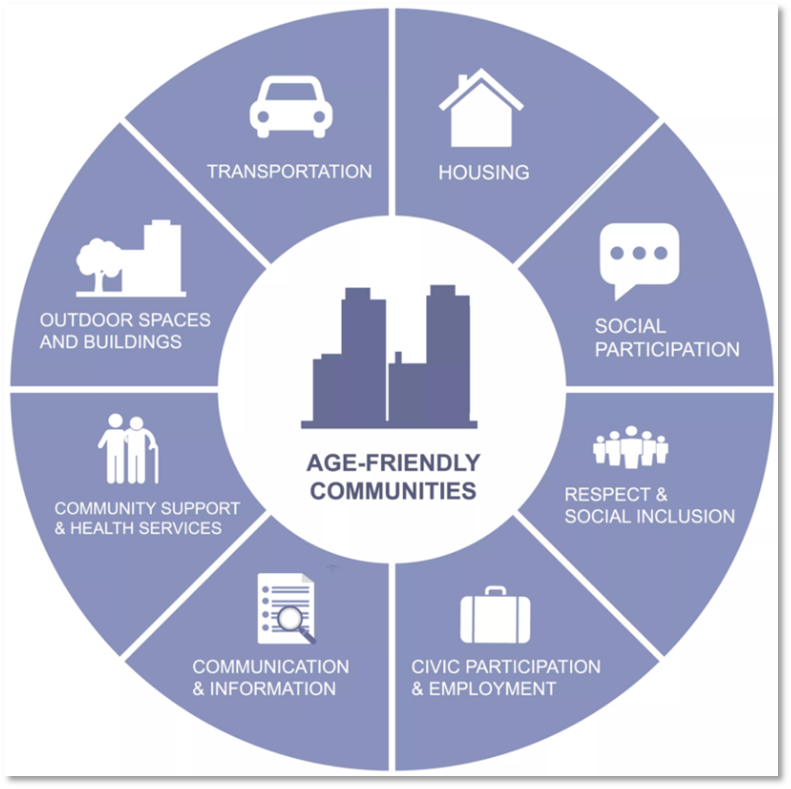 TRANSPORTATION
HOUSING
SOCIAL
PARTICIPATION
RESPECT &
SOCIAL INCLUSION
CIVIC PARTICIPATION
& EMPLOYMENT
COMMUNICATION
& INFORMATION
COMMUNITY SUPPORT
& HEALTH SERVICES
OUTDOOR SPACES
AND BUILDINGS
AGE-FRIENDLY
COMMUNITIES